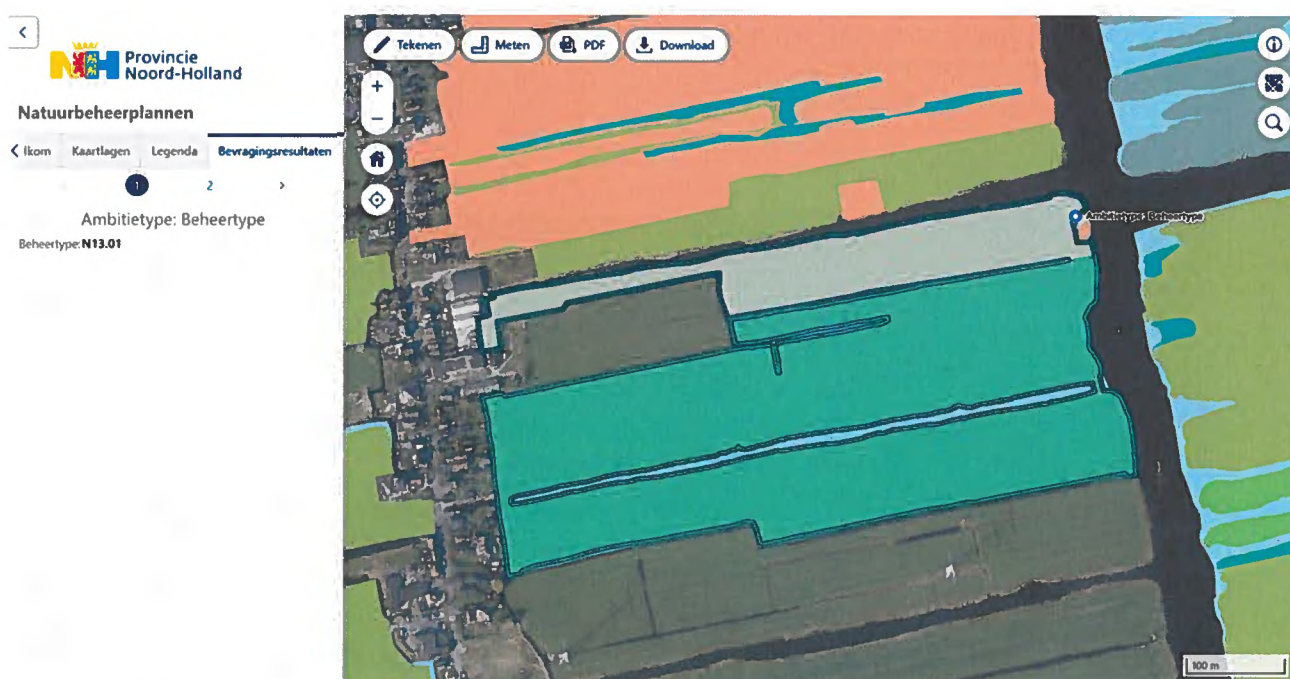 Provincie
Noord-Holland
Natuurbeheerplannen
lkom Kaartlagen Legenda Bevragingsresultaten
1 2
Ambitietype: Beheertype
Beheertype: N13.01
Tekenen Meten PDF Download
+
−
Ambitietype: Beheertype
100 m